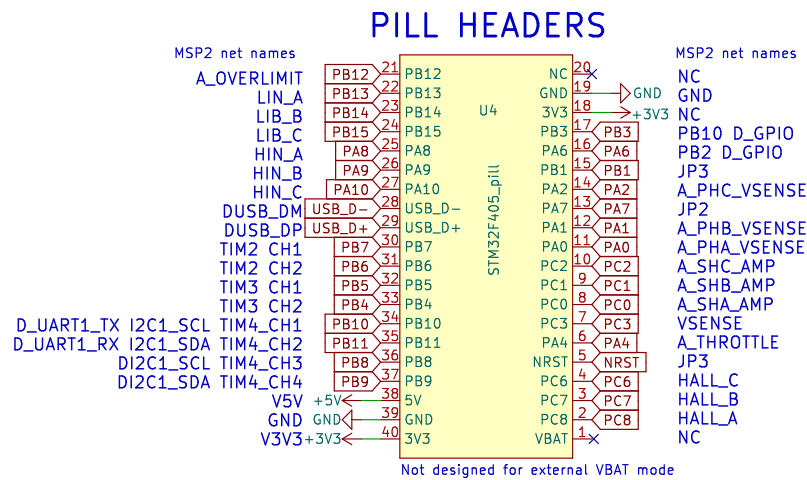 PILL HEADERS
MSP2 net names MSP2 net names
A_OVERLIMIT PB12 21 PB12 NC 20 NC
LIN_A PB13 22 PB13 GND 19 GND GND
LIB_B PB14 23 PB14 U4 3V3 18 +3V3 NC
LIB_C PB15 24 PB15 PB3 17 PB3 PB10 D_GPIO
HIN_A PA8 25 PA8 PA6 16 PA6 PB2 D_GPIO
HIN_B PA9 26 PA9 PB1 15 PB1 JP3
HIN_C PA10 27 PA10 PA2 14 PA2 A_PHC_VSENSE
DUSB_DM USB_D- 28 USB_D- STM32F405_pill PA7 13 PA7 JP2
DUSB_DP USB_D+ 29 USB_D+ PA1 12 PA1 A_PHB_VSENSE
TIM2 CH1 PB7 30 PB7 PA0 11 PA0 A_PHA_VSENSE
TIM2 CH2 PB6 31 PB6 PC2 10 PC2 A_SHC_AMP
TIM3 CH1 PB5 32 PB5 PC1 9 PC1 A_SHB_AMP
TIM3 CH2 PB4 33 PB4 PC0 8 PC0 A_SHA_AMP
D_UART1_TX I2C1_SCL TIM4_CH1 PB10 34 PB10 PC3 7 PC3 VSENSE
D_UART1_RX I2C1_SDA TIM4_CH2 PB11 35 PB11 PA4 6 PA4 A_THROTTLE
DI2C1_SCL TIM4_CH3 PB8 36 PB8 NRST 5 NRST JP3
DI2C1_SDA TIM4_CH4 PB9 37 PB9 PC6 4 PC6 HALL_C
V5V +5V 38 5V PC7 3 PC7 HALL_B
GND GND 39 GND PC8 2 PC8 HALL_A
V3V3 +3V3 40 3V3 VBAT 1 NC
Not designed for external VBAT mode